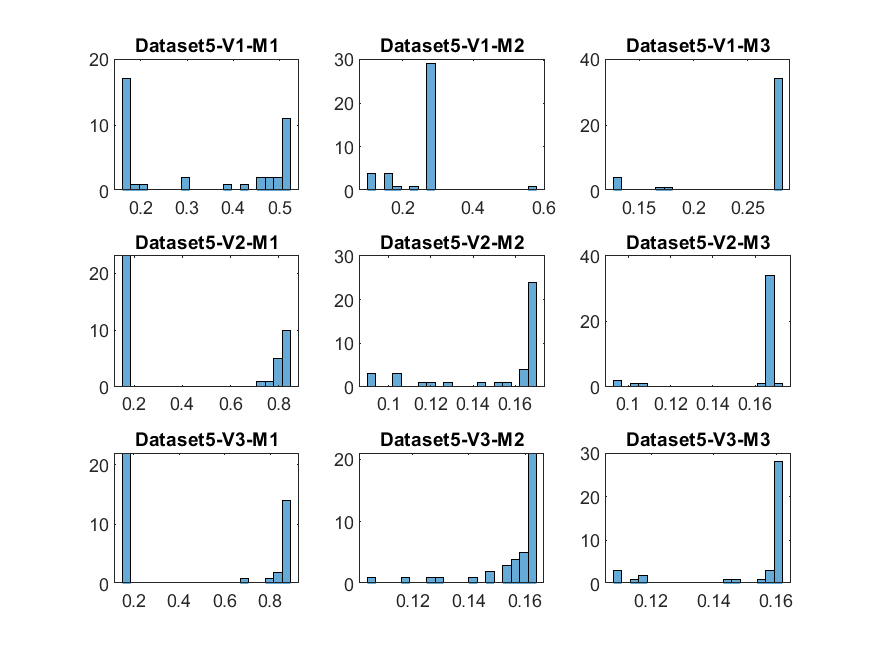 Dataset5-V1-M1 Dataset5-V1-M2 Dataset5-V1-M3
20 30 40
20
10
20
10
0 0 0
0.2 0.3 0.4 0.5 0.2 0.4 0.6 0.15 0.2 0.25
Dataset5-V2-M1 Dataset5-V2-M2 Dataset5-V2-M3
30 40
20
20
20
10
10
0 0 0
0.2 0.4 0.6 0.8 0.1 0.12 0.14 0.16 0.1 0.12 0.14 0.16
Dataset5-V3-M1 Dataset5-V3-M2 Dataset5-V3-M3
30
20 20
20
10 10 10
0 0 0
0.2 0.4 0.6 0.8 0.12 0.14 0.16 0.12 0.14 0.16